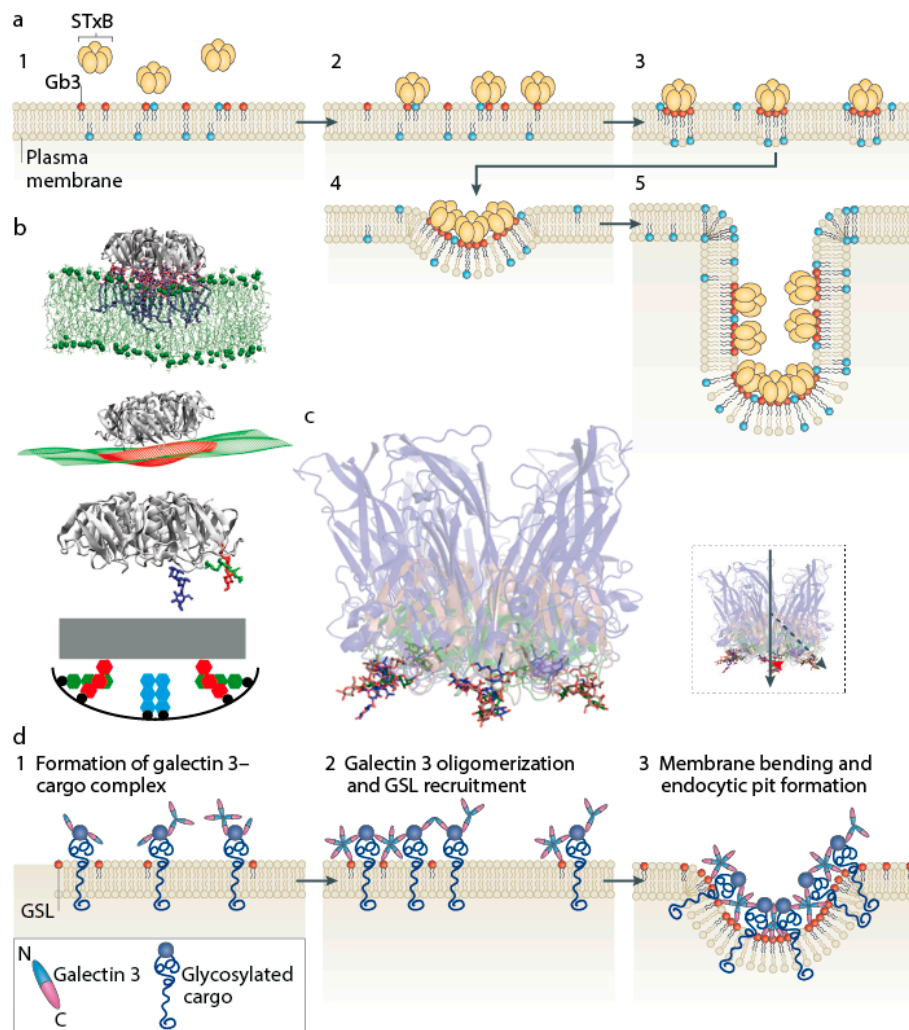 a
STxB
1
2
3
Gb3
Plasma
membrane
4
5
b
c
d
1 Formation of galectin 3–
cargo complex
2 Galectin 3 oligomerization
and GSL recruitment
3 Membrane bending and
endocytic pit formation
GSL
N
Galectin 3
C
Glycosylated
cargo